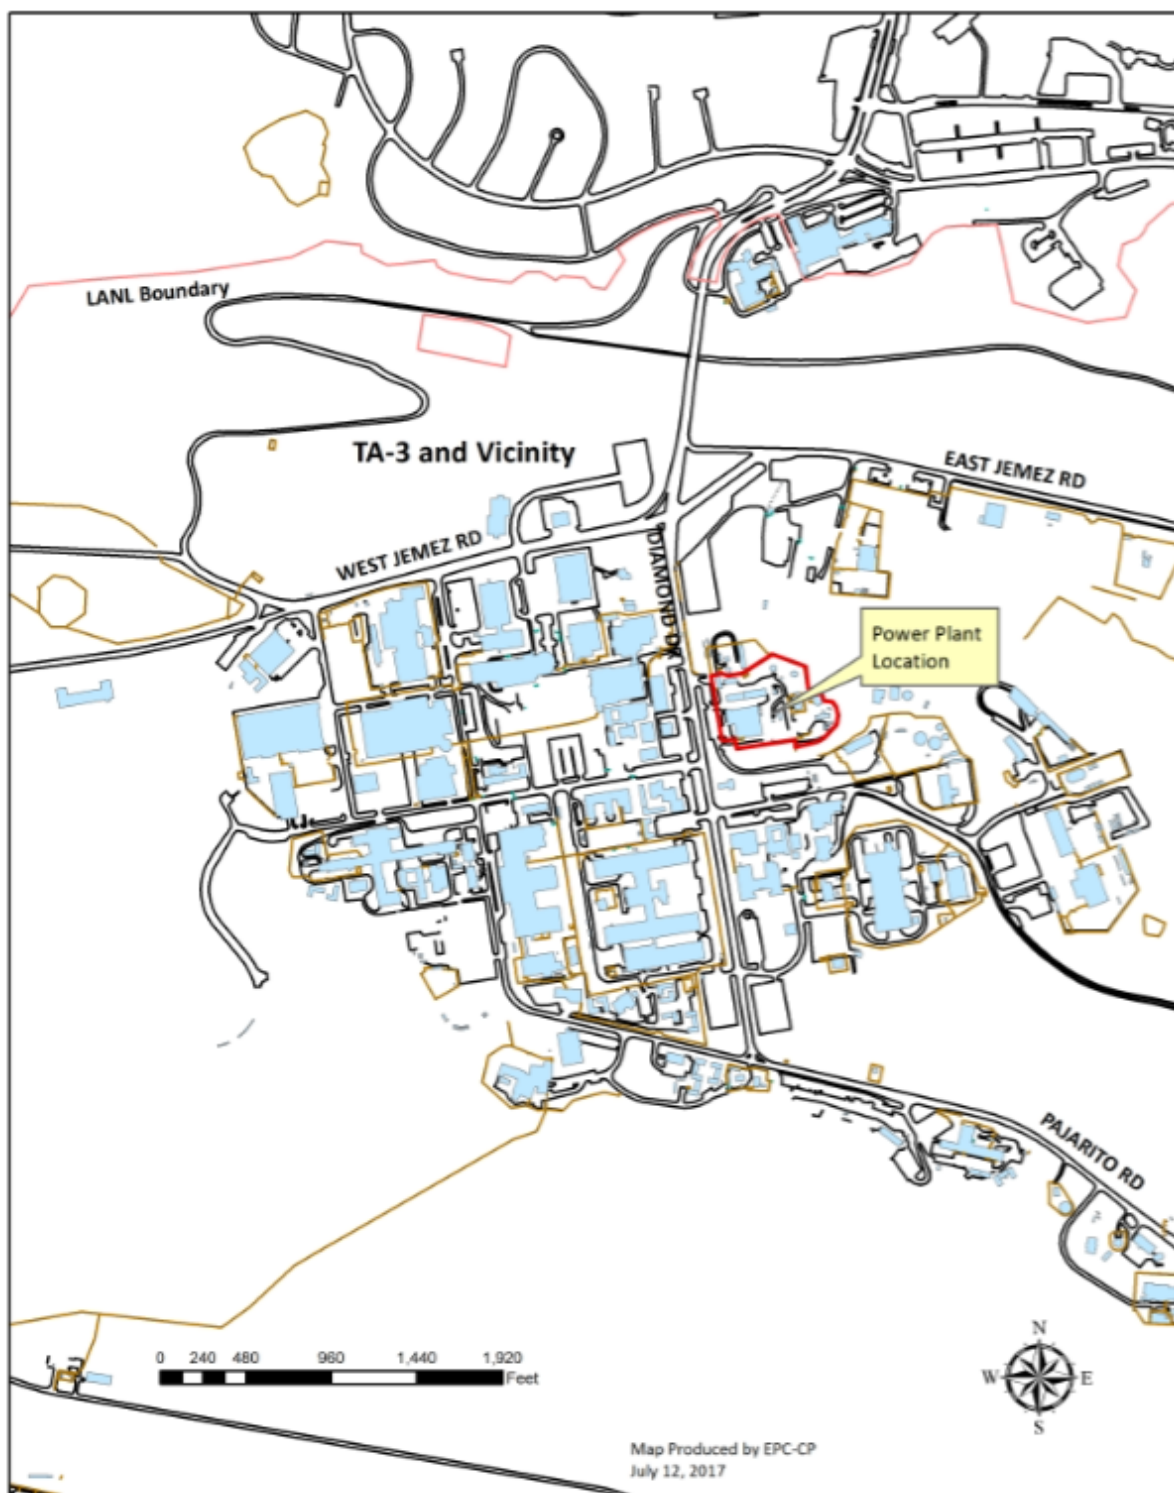 LANL Boundary
TA-3 and Vicinity
EAST JEMEZ RD
WEST JEMEZ RD
DIAMOND DR
Power Plant
Location
PAJARITO RD
0 240 480 960 1,440 1,920
Feet
N
W E
S
Map Produced by EPC-CP
July 12, 2017